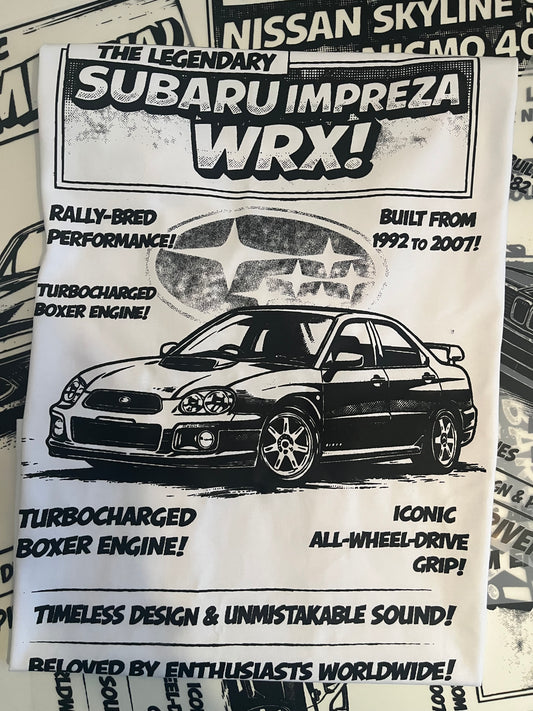 THE LEGENDARY
SUBARU IMPREZA
WRX!
RALLY-BRED
PERFORMANCE!
BUILT FROM
1992 TO 2007!
TURBOCHARGED
BOXER ENGINE!
TURBOCHARGED
BOXER ENGINE!
ICONIC
ALL-WHEEL-DRIVE
GRIP!
TIMELESS DESIGN & UNMISTAKABLE SOUND!
BELOVED BY ENTHUSIASTS WORLDWIDE!
NISSAN SKYLINE
NISMO 40